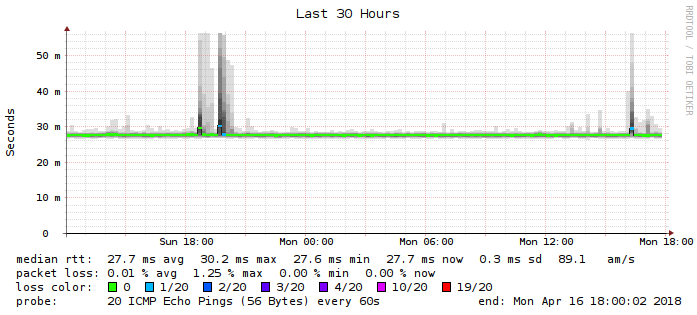 Last 30 Hours
RRDTOOL / TOBI OETIKER
Seconds
50 m
40 m
30 m
20 m
10 m
0
Sun 18:00 Mon 00:00 Mon 06:00 Mon 12:00 Mon 18:00
median rtt: 27.7 ms avg 30.2 ms max 27.6 ms min 27.7 ms now 0.3 ms sd 89.1 am/s
packet loss: 0.01 % avg 1.25 % max 0.00 % min 0.00 % now
loss color: 0 1/20 2/20 3/20 4/20 10/20 19/20
probe: 20 ICMP Echo Pings (56 Bytes) every 60s end: Mon Apr 16 18:00:02 2018